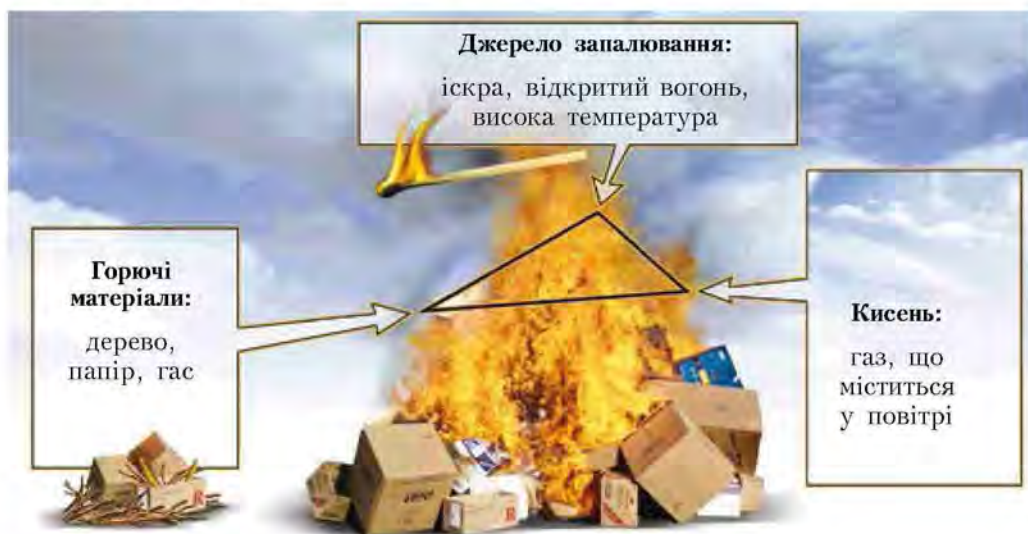 Джерело запалювання:
іскра, відкритий вогонь,
висока температура
Горючі
матеріали:
дерево,
папір, гас
Кисень:
газ, що
міститься
у повітрі
R
R